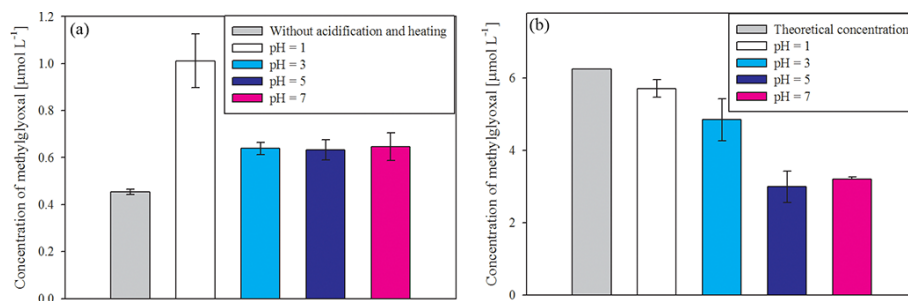 (a)
Concentration of methylglyoxal [µmol L⁻¹]
1.2
1.0
0.8
0.6
0.4
0.2
0.0
Without acidification and heating
pH = 1
pH = 3
pH = 5
pH = 7
(b)
Concentration of methylglyoxal [µmol L⁻¹]
6
4
2
0
Theoretical concentration
pH = 1
pH = 3
pH = 5
pH = 7